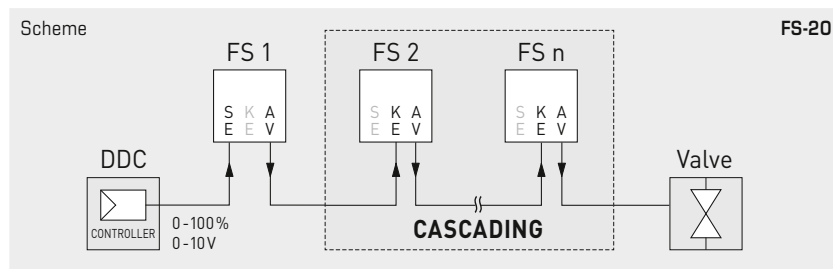 Scheme
FS-20
FS 1
FS 2
FS n
S K A
E E V
S K A
E E V
S K A
E E V
DDC
CONTROLLER
0-100%
0-10V
CASCADING
Valve